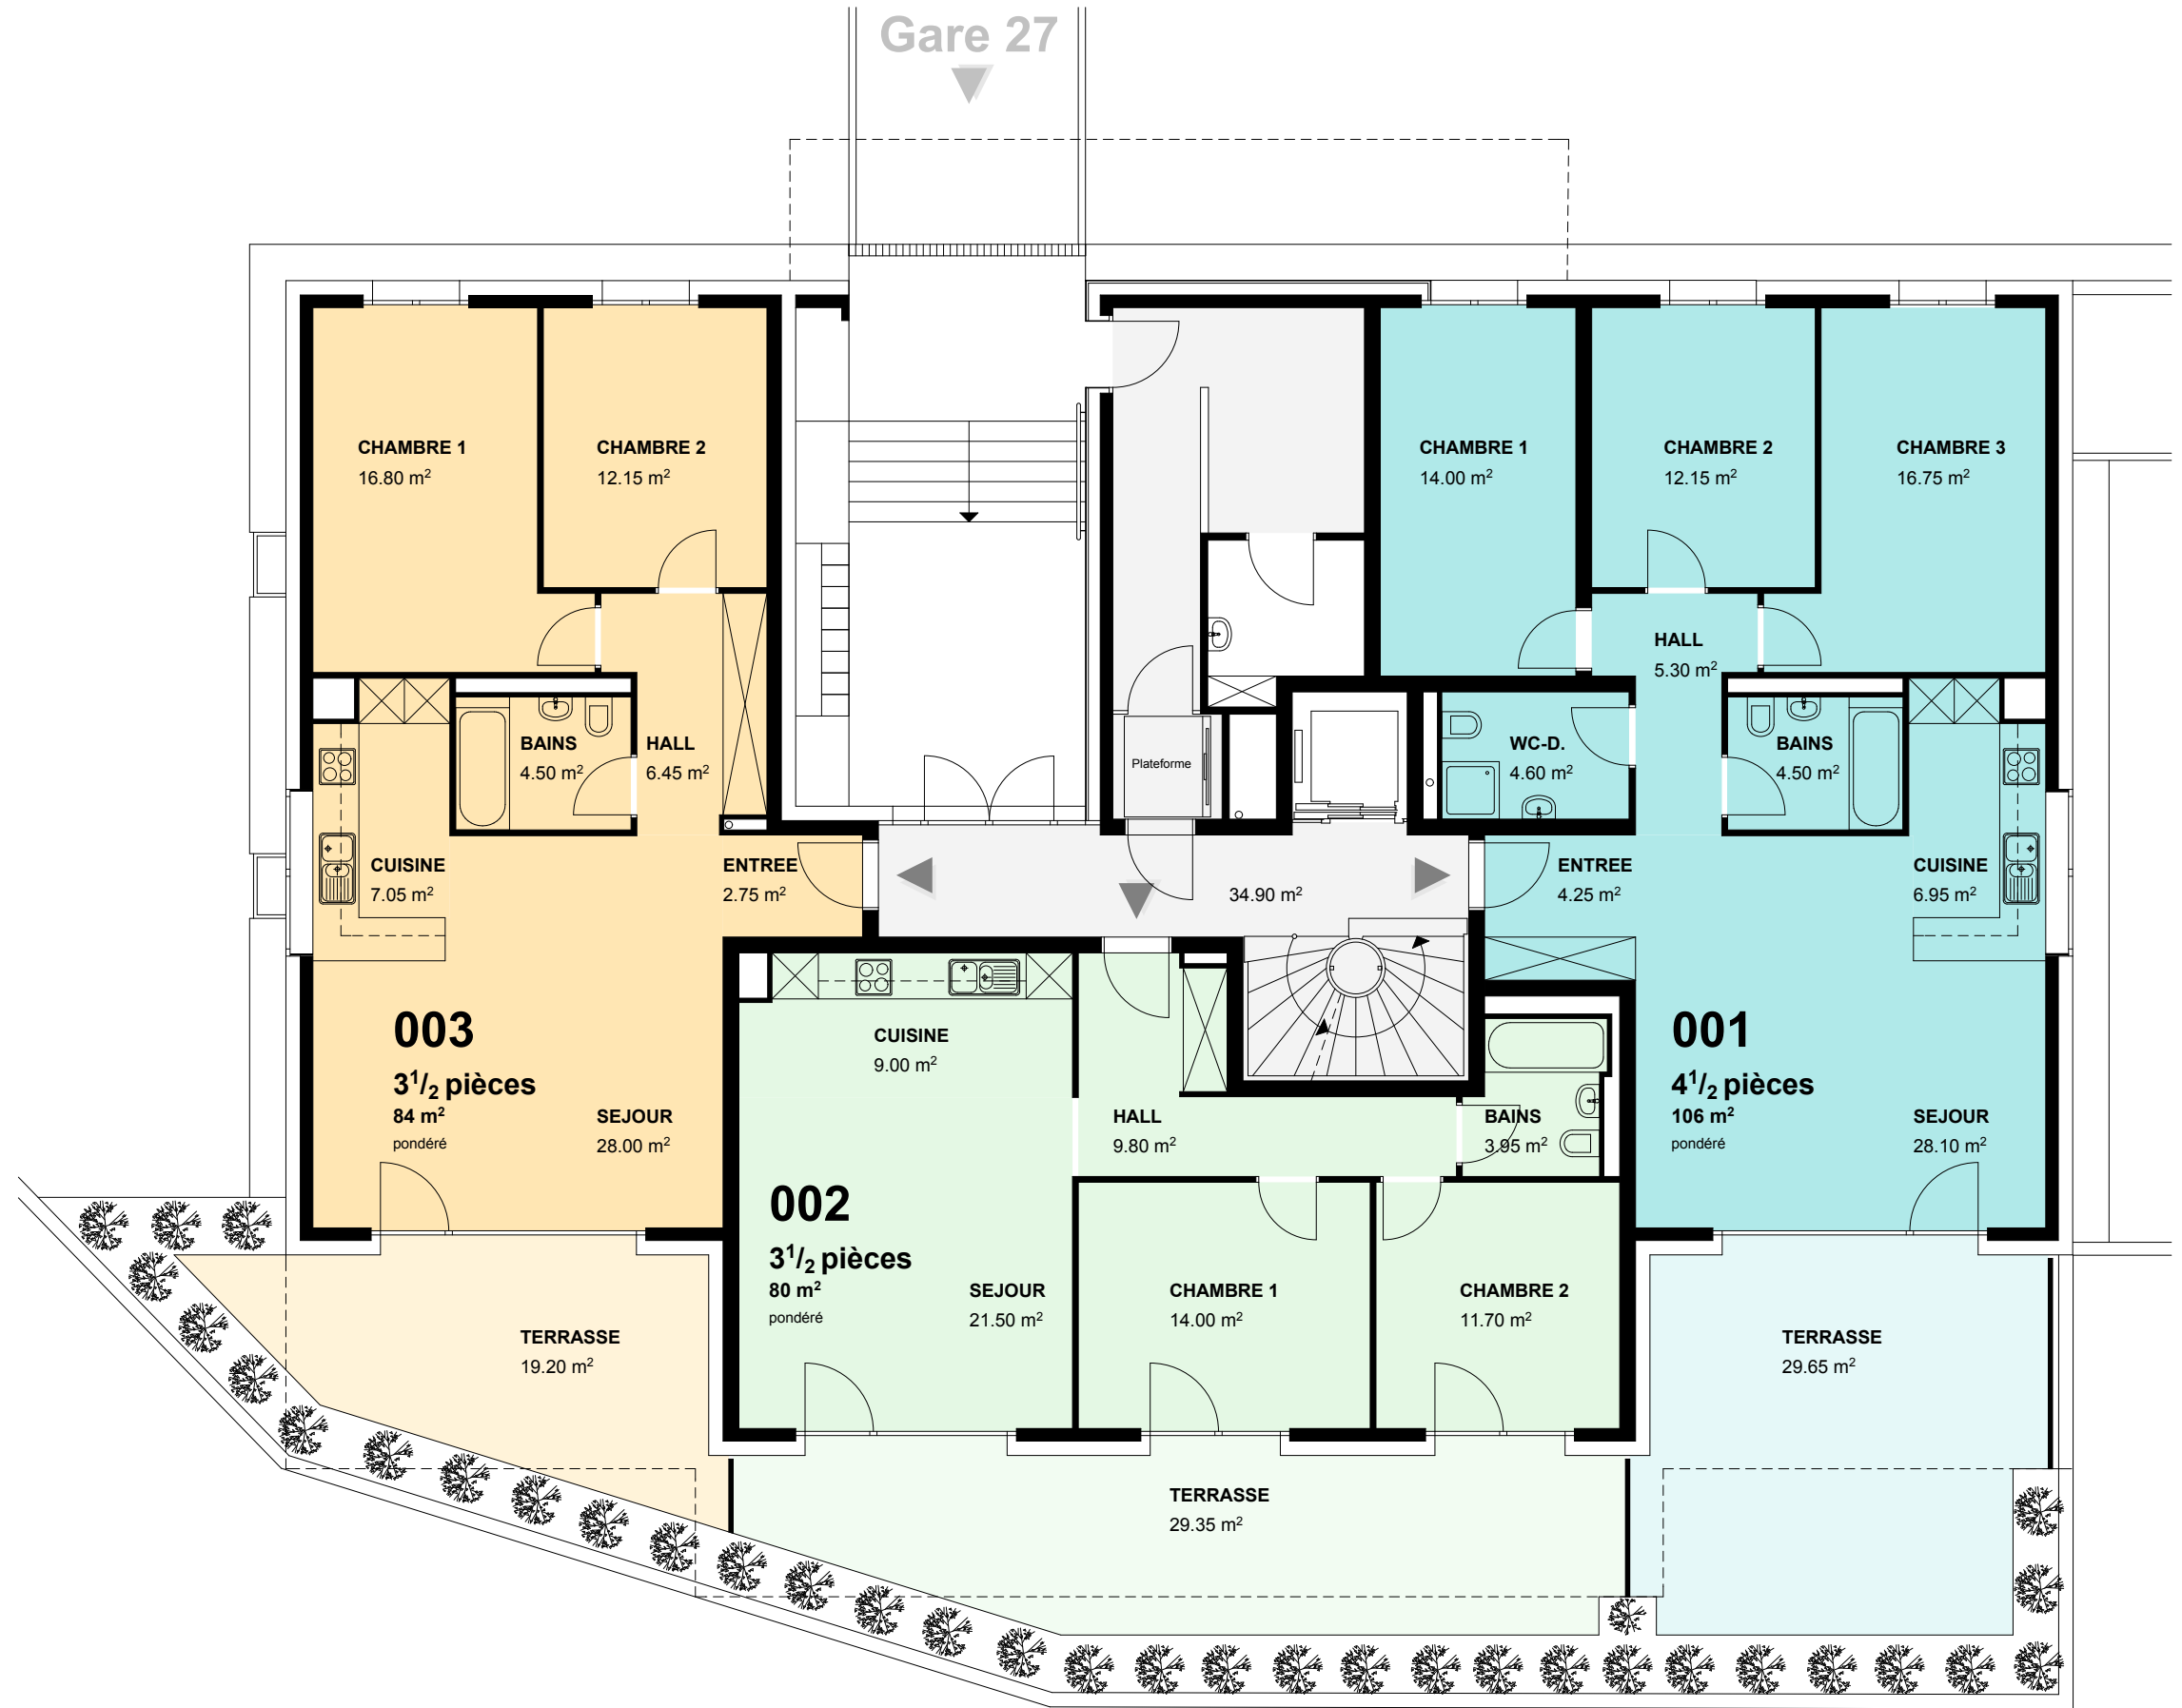 Gare 27
CHAMBRE 1
16.80 m²
CHAMBRE 2
12.15 m²
CHAMBRE 1
14.00 m²
CHAMBRE 2
12.15 m²
CHAMBRE 3
16.75 m²
HALL
5.30 m²
BAINS
4.50 m²
HALL
6.45 m²
Plateforme
WC-D.
4.60 m²
BAINS
4.50 m²
CUISINE
7.05 m²
ENTREE
2.75 m²
34.90 m²
ENTREE
4.25 m²
CUISINE
6.95 m²
003
3¹/₂ pièces
84 m²
pondéré
SEJOUR
28.00 m²
CUISINE
9.00 m²
HALL
9.80 m²
BAINS
3.95 m²
001
4¹/₂ pièces
106 m²
pondéré
SEJOUR
28.10 m²
002
3¹/₂ pièces
80 m²
pondéré
SEJOUR
21.50 m²
CHAMBRE 1
14.00 m²
CHAMBRE 2
11.70 m²
TERRASSE
19.20 m²
TERRASSE
29.65 m²
TERRASSE
29.35 m²